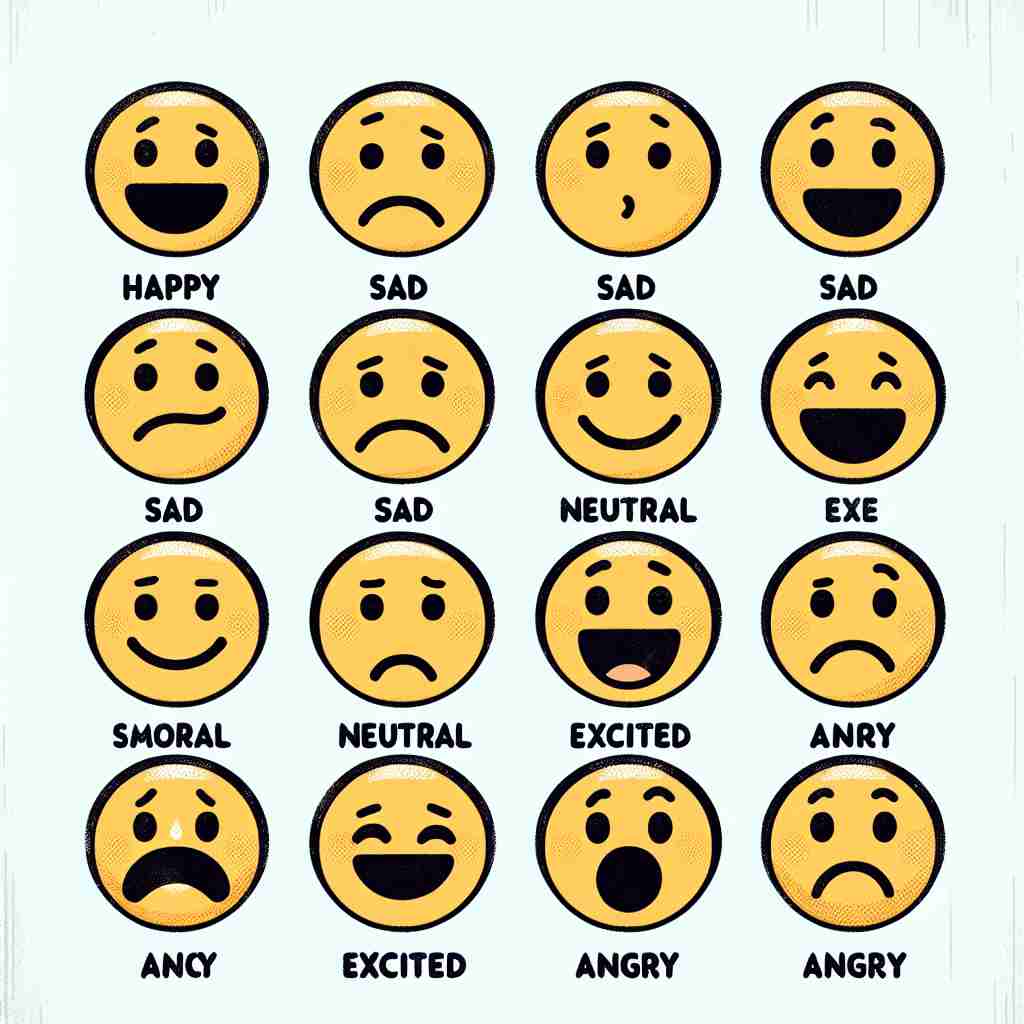 HAPPY SAD SAD SAD
SAD SAD NEUTRAL EXE
SMORAL NEUTRAL EXCITED ANRY
ANCY EXCITED ANGRY ANGRY